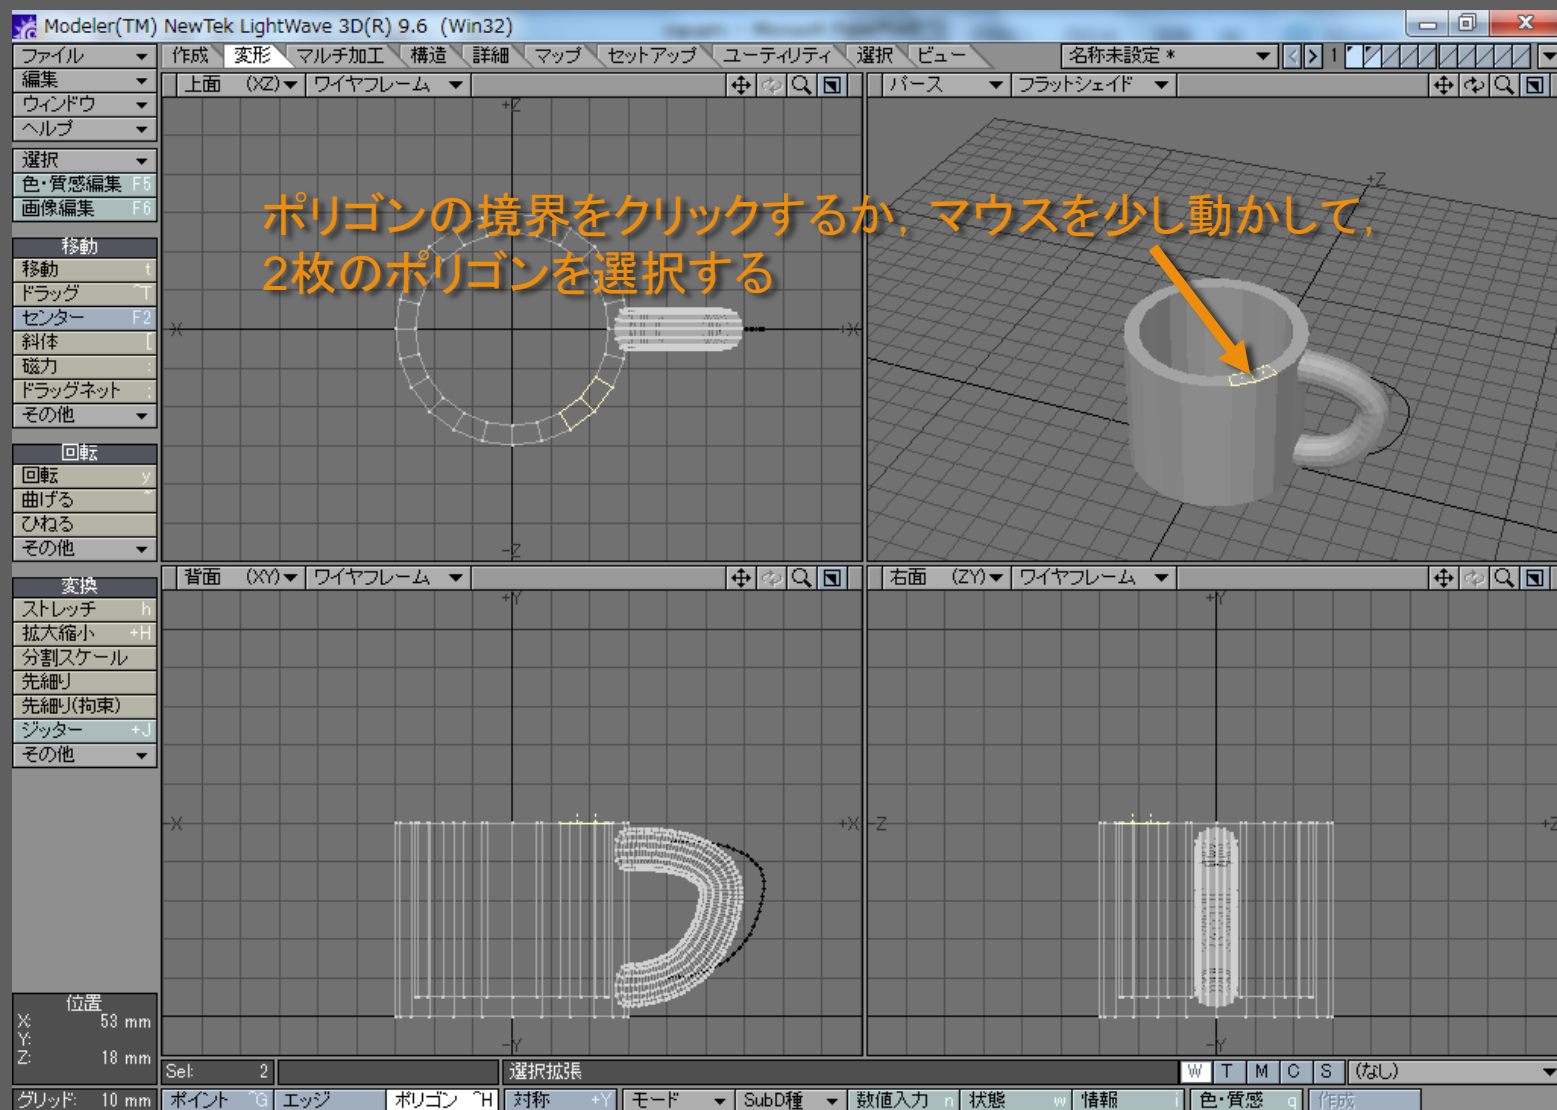 Modeler(TM) NewTek LightWave 3D(R) 9.6 (Win32)
ファイル
作成 変形 マルチ加工 構造 詳細 マップ セットアップ ユーティリティ 選択 ビュー 名称未設定 * 1
編集
上面 (XZ) ワイヤフレーム
パース フラットシェイド
ウィンドウ
ヘルプ
選択
色・質感編集 F5
画像編集 F6
移動
移動 t
ドラッグ ^T
センター F2
斜体 [
磁力 :
ドラッグネット ;
その他
回転
回転 y
曲げる ~
ひねる
その他
変換
ストレッチ h
拡大縮小 +H
分割スケール
先細り
先細り(拘束)
ジッター +J
その他
ポリゴンの境界をクリックするか, マウスを少し動かして,
2枚のポリゴンを選択する
+Z
-X
+X
-Z
+Z
背面 (XY) ワイヤフレーム
右面 (ZY) ワイヤフレーム
+Y
-X
+X
-Y
+Y
-Z
+Z
-Y
位置
X: 53 mm
Y:
Z: 18 mm
Sel: 2 選択拡張 W T M C S (なし)
グリッド: 10 mm ポイント ^G エッジ ポリゴン ^H 対称 +Y モード SubD種 数値入力 n 状態 w 情報 i 色・質感 q 作成